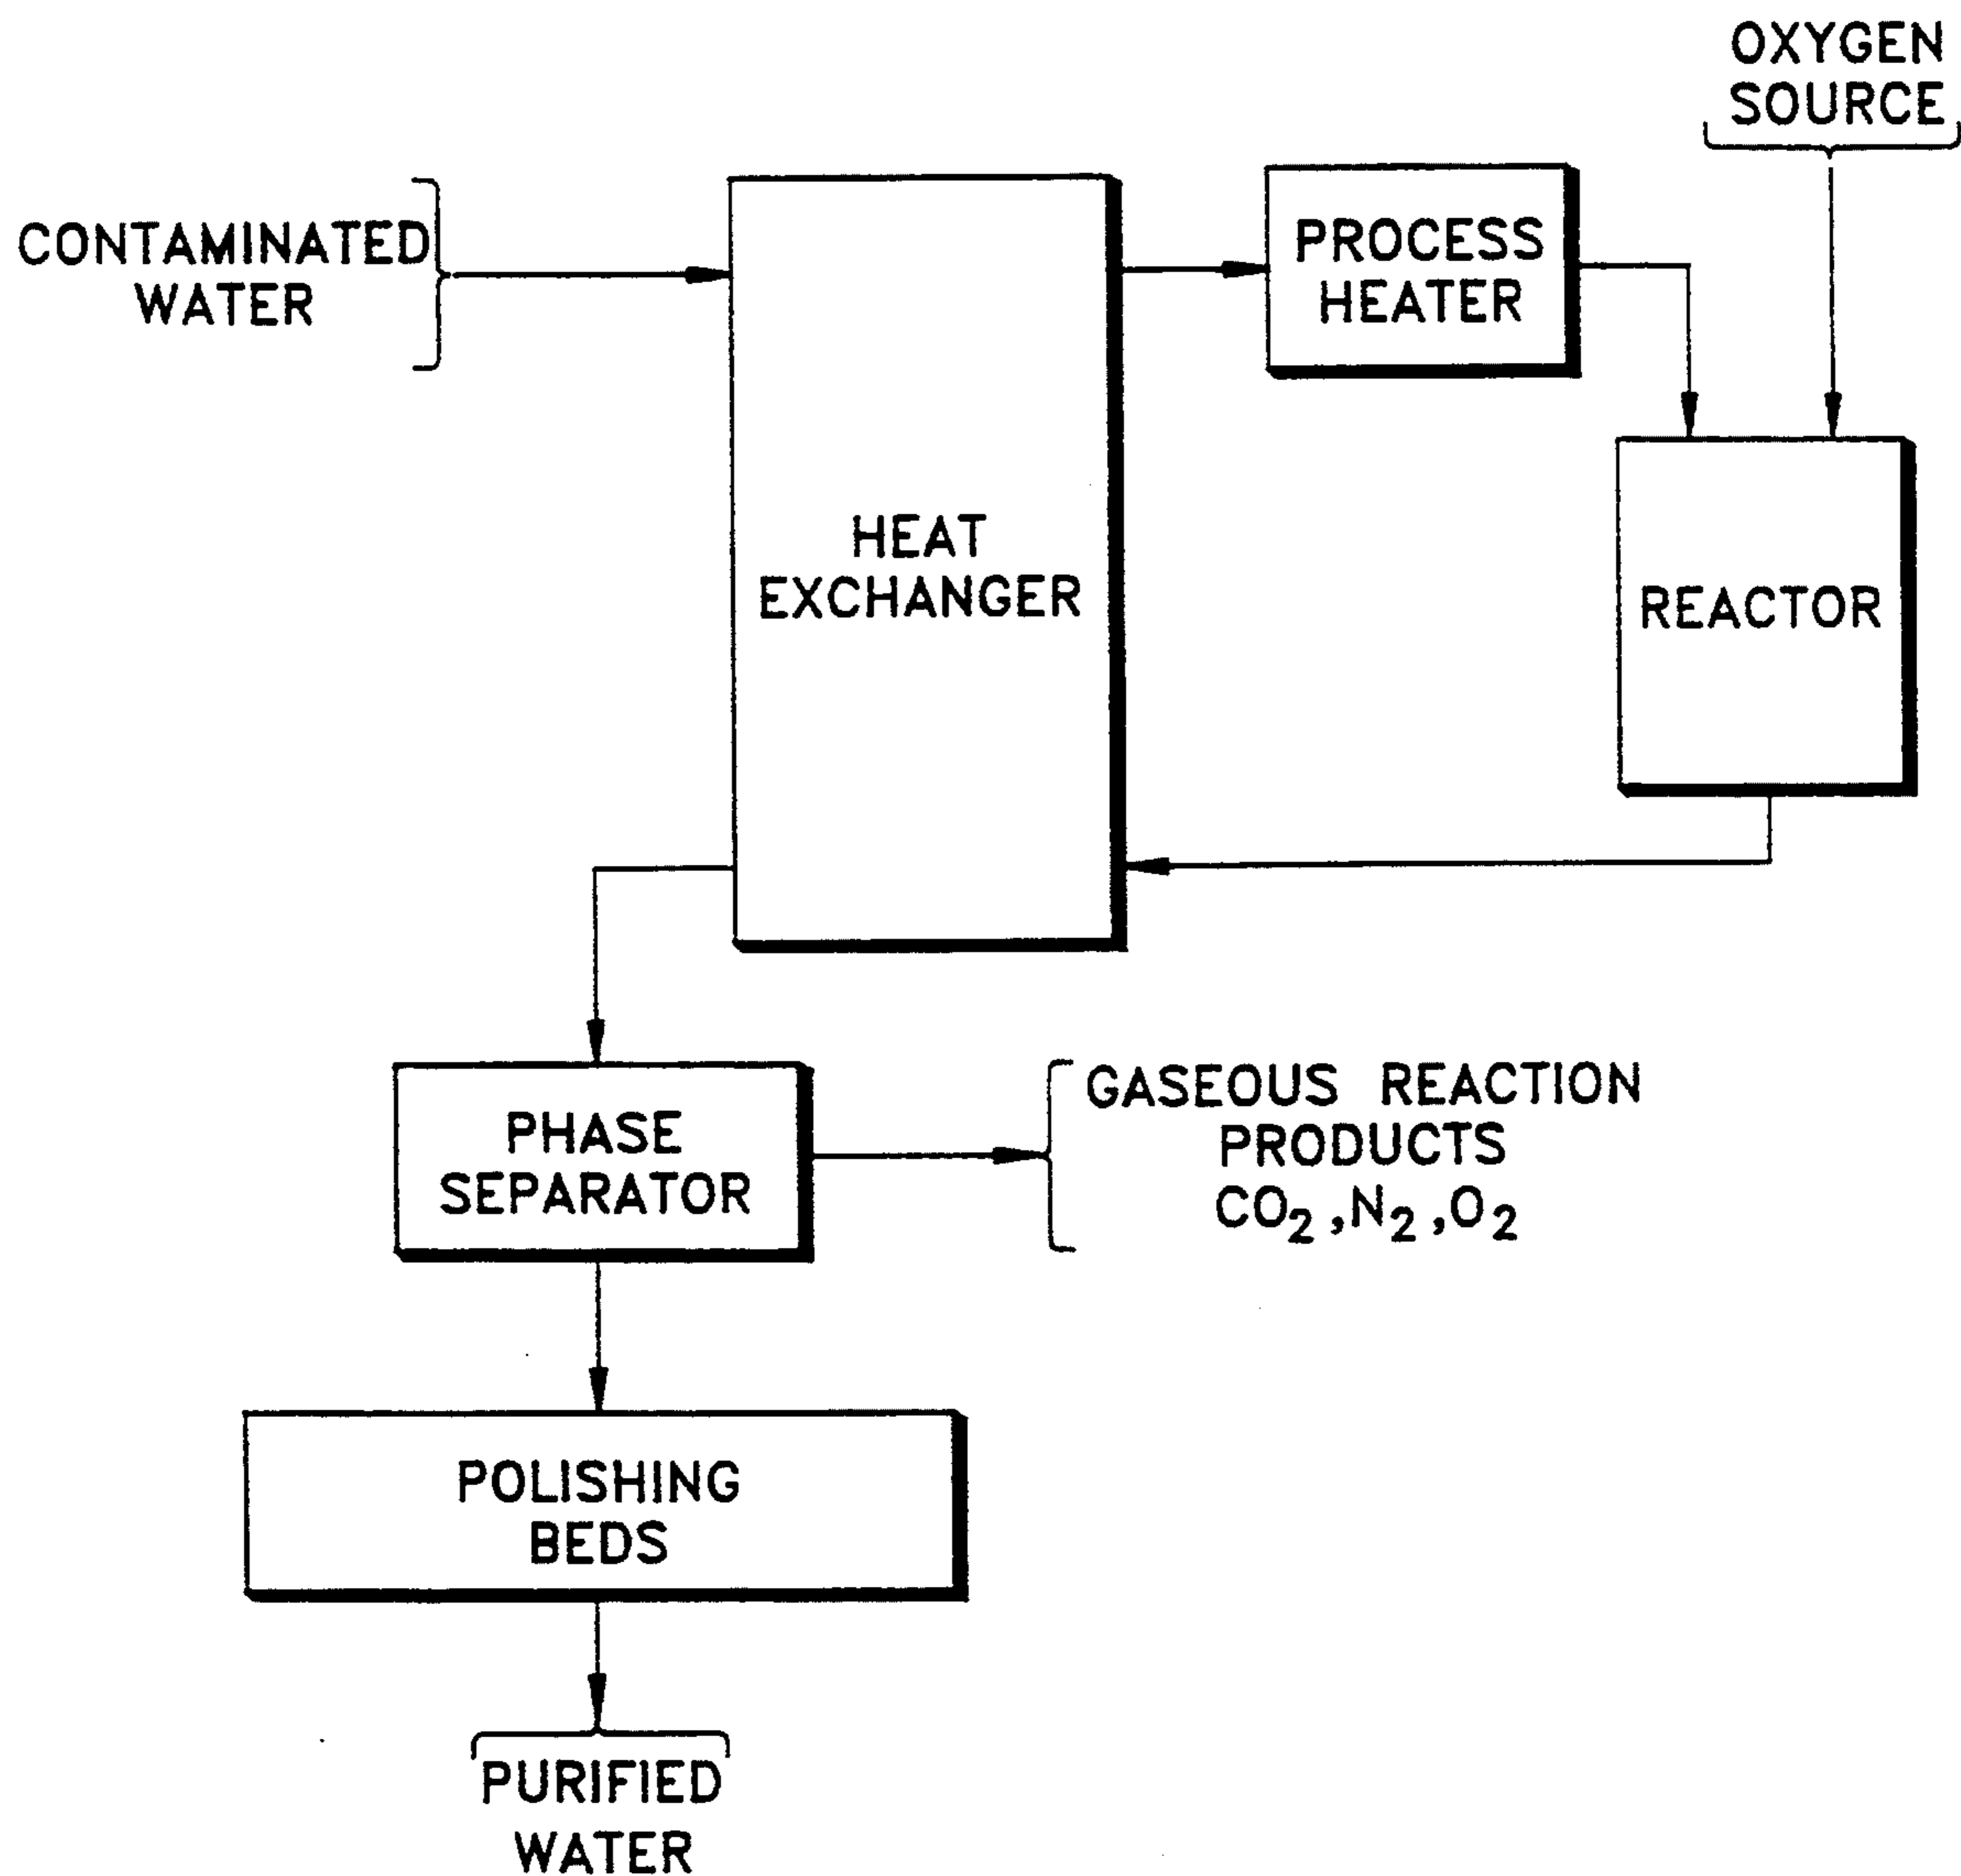 OXYGEN
SOURCE
CONTAMINATED
WATER
PROCESS
HEATER
HEAT
EXCHANGER
REACTOR
PHASE
SEPARATOR
GASEOUS REACTION
PRODUCTS
CO₂,N₂,O₂
POLISHING
BEDS
PURIFIED
WATER